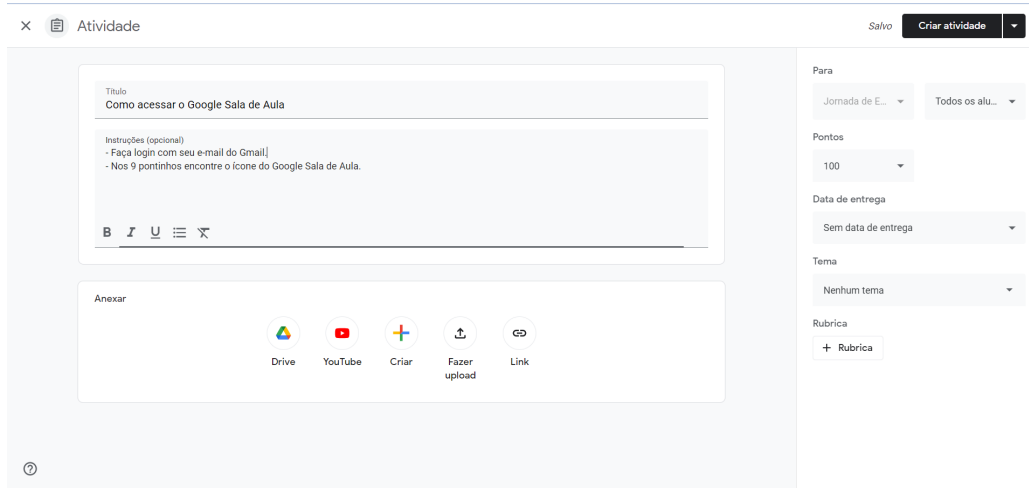 Atividade
Salvo
Criar atividade
Título
Como acessar o Google Sala de Aula
Instruções (opcional)
- Faça login com seu e-mail do Gmail.
- Nos 9 pontinhos encontre o ícone do Google Sala de Aula.
B I U
Anexar
Drive
YouTube
Criar
Fazer
upload
Link
Para
Jornada de E...
Todos os alu...
Pontos
100
Data de entrega
Sem data de entrega
Tema
Nenhum tema
Rubrica
+ Rubrica